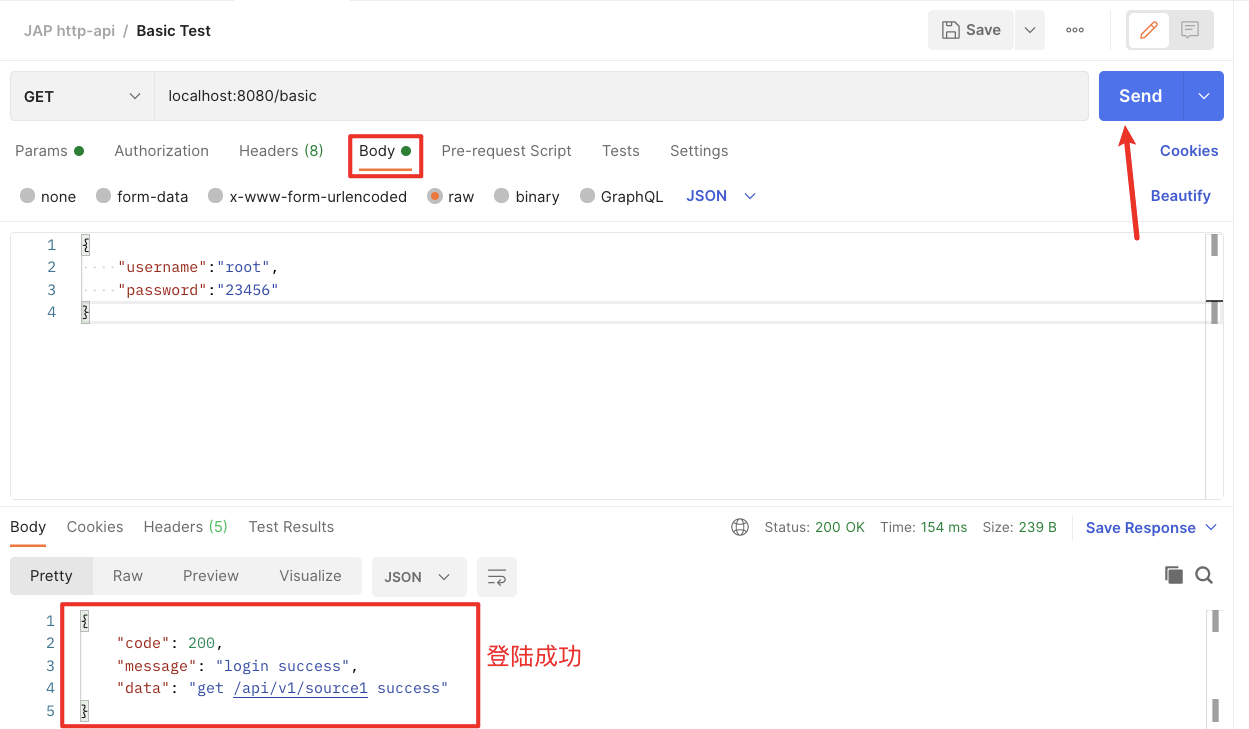 JAP http-api / Basic Test
Save
GET
localhost:8080/basic
Send
Params Authorization Headers (8) Body Pre-request Script Tests Settings Cookies
none form-data x-www-form-urlencoded raw binary GraphQL JSON Beautify
1 {
2 "username":"root",
3 "password":"23456"
4 }
Body Cookies Headers (5) Test Results Status: 200 OK Time: 154 ms Size: 239 B Save Response
Pretty Raw Preview Visualize JSON
1 {
2 "code": 200,
3 "message": "login success",
登陆成功
4 "data": "get /api/v1/source1 success"
5 }